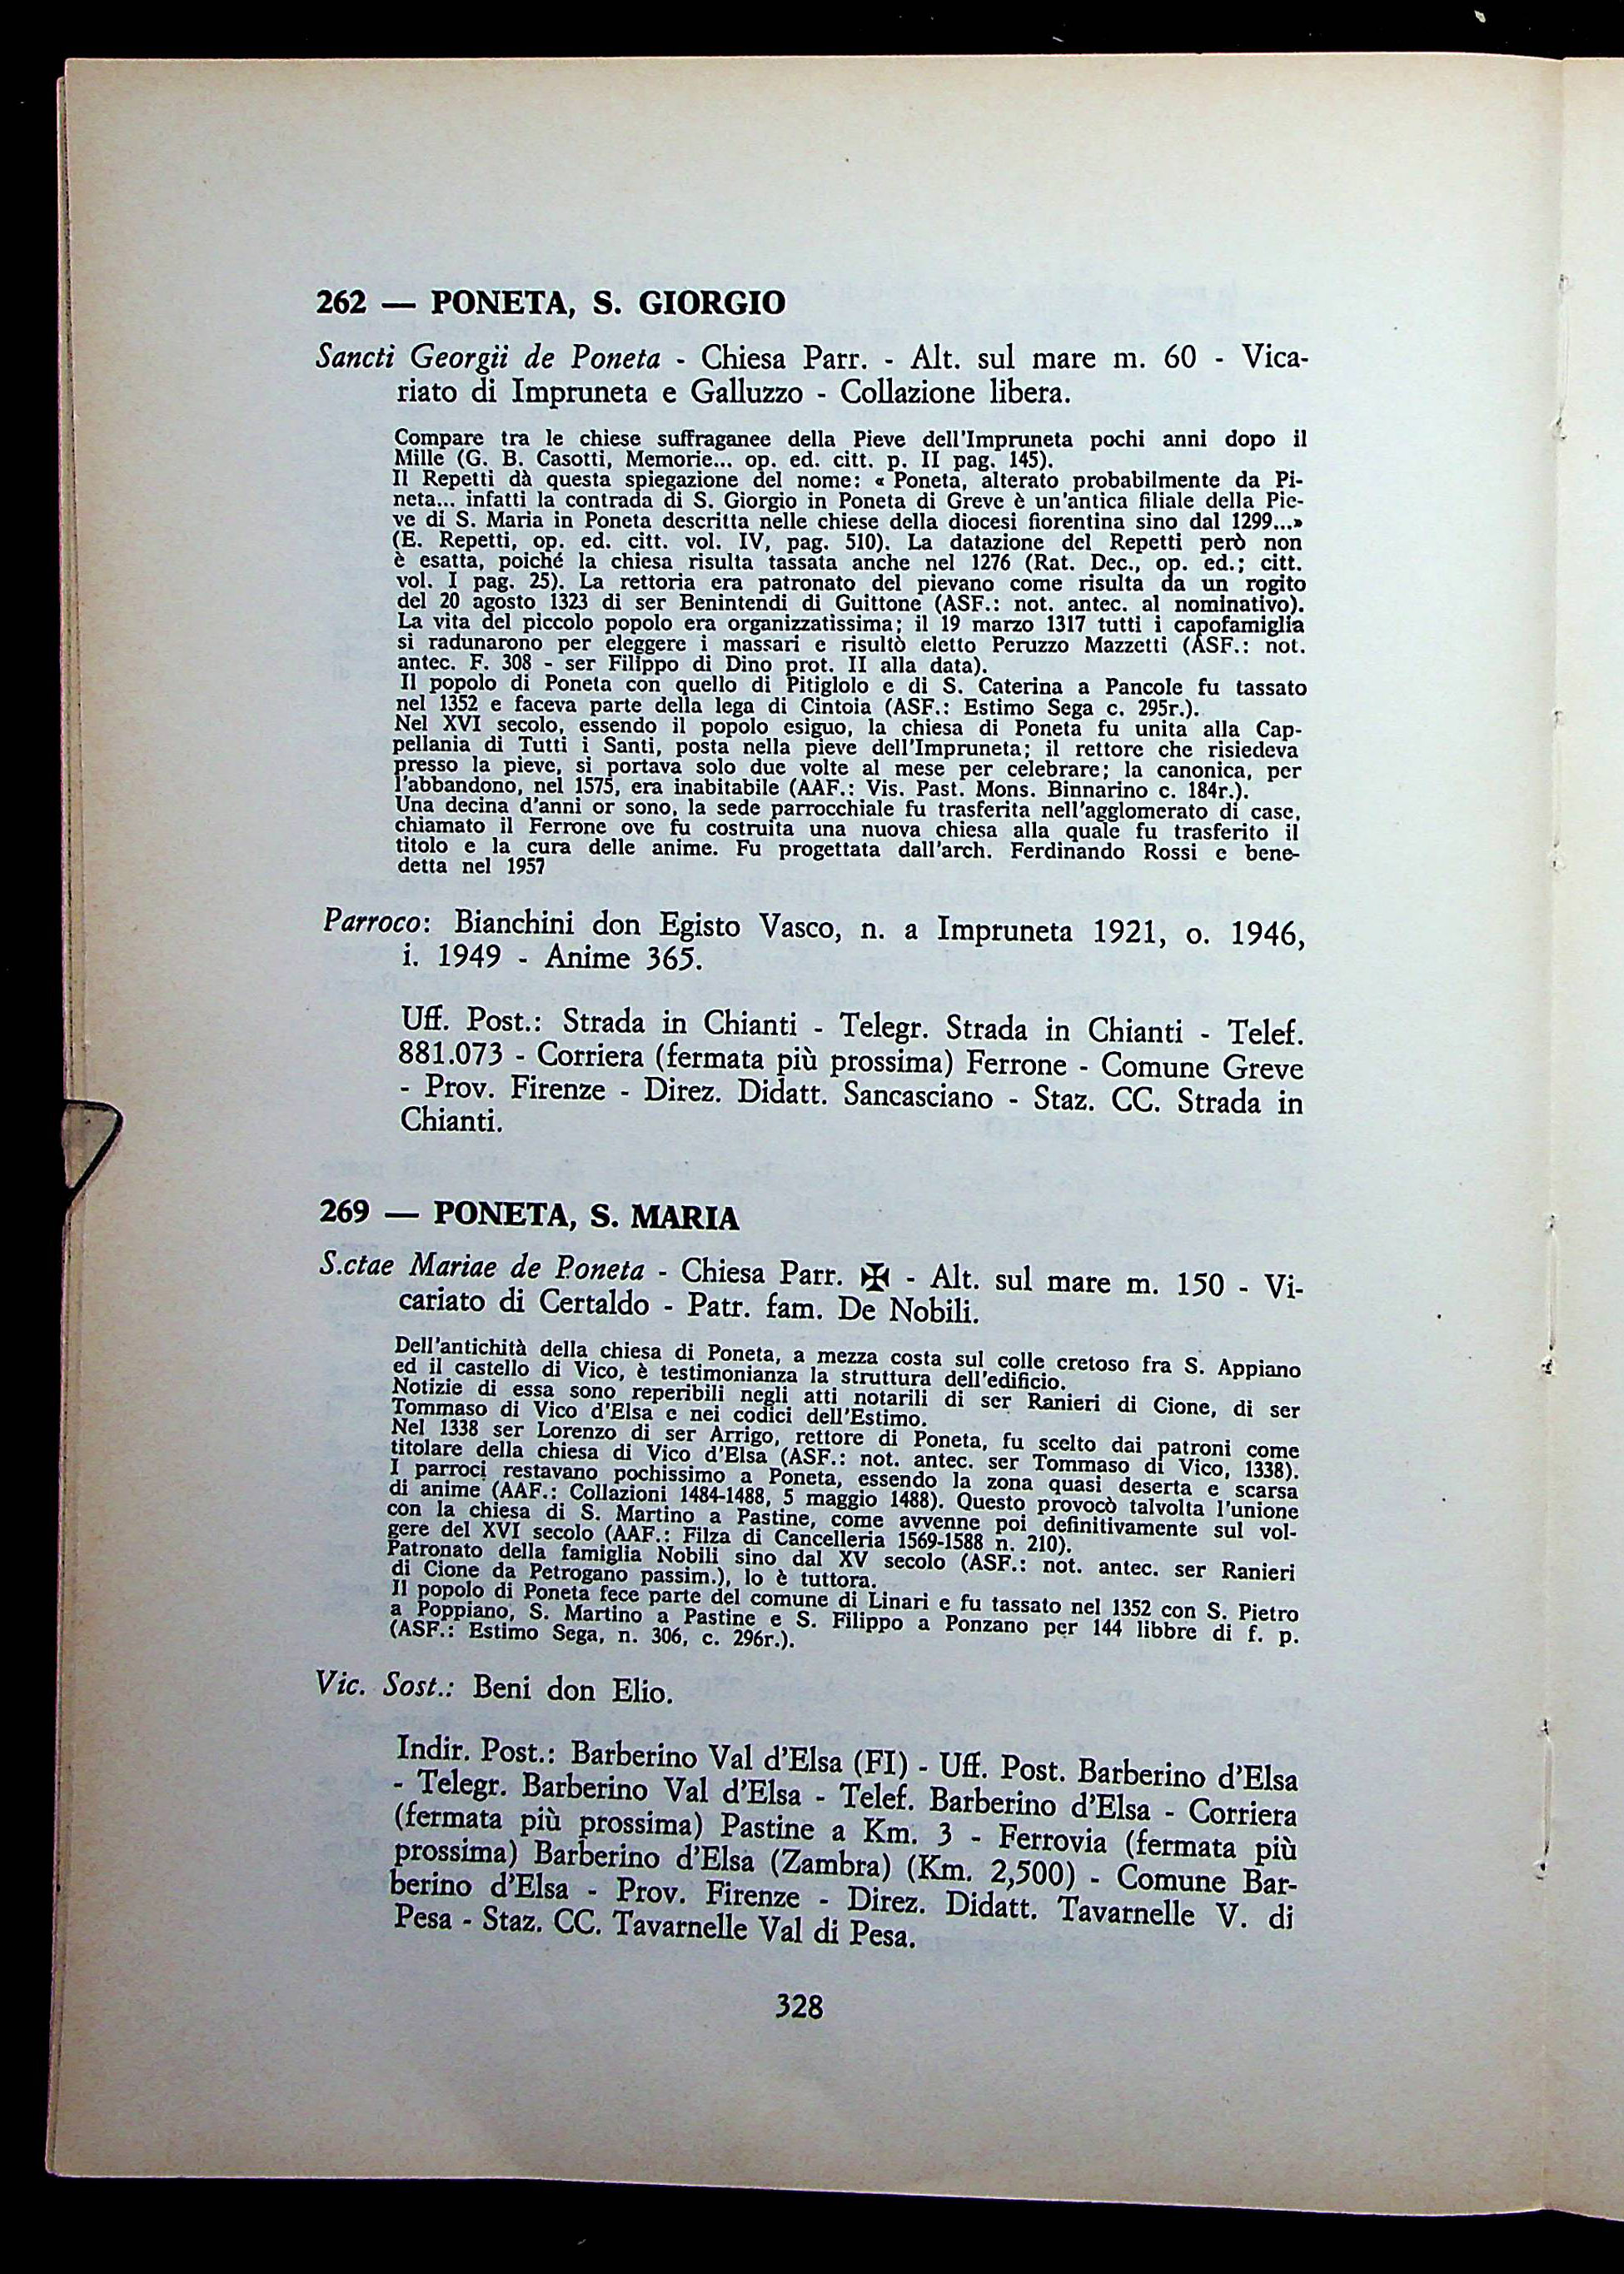 262 — PONETA, S. GIORGIO
Sancti Georgii de Poneta - Chiesa Parr. - Alt. sul mare m. 60 - Vica-
riato di Impruneta e Galluzzo - Collazione libera.
Compare tra le chiese suffraganee della Pieve dell'Impruneta pochi anni dopo il
Mille (G. B. Casotti, Memorie... op. ed. citt. p. II pag. 145).
Il Repetti dà questa spiegazione del nome: « Poneta, alterato probabilmente da Pi-
neta... infatti la contrada di S. Giorgio in Poneta di Greve è un'antica filiale della Pie-
ve di S. Maria in Poneta descritta nelle chiese della diocesi fiorentina sino dal 1299...»
(E. Repetti, op. ed. citt. vol. IV, pag. 510). La datazione del Repetti però non
è esatta, poiché la chiesa risulta tassata anche nel 1276 (Rat. Dec., op. ed.; citt.
vol. I pag. 25). La rettoria era patronato del pievano come risulta da un rogito
del 20 agosto 1323 di ser Benintendi di Guittone (ASF.: not. antec. al nominativo).
La vita del piccolo popolo era organizzatissima; il 19 marzo 1317 tutti i capofamiglia
si radunarono per eleggere i massari e risultò eletto Peruzzo Mazzetti (ASF.: not.
antec. F. 308 - ser Filippo di Dino prot. II alla data).
Il popolo di Poneta con quello di Pitiglolo e di S. Caterina a Pancole fu tassato
nel 1352 e faceva parte della lega di Cintoia (ASF.: Estimo Sega c. 295r.).
Nel XVI secolo, essendo il popolo esiguo, la chiesa di Poneta fu unita alla Cap-
pellania di Tutti i Santi, posta nella pieve dell'Impruneta; il rettore che risiedeva
presso la pieve, si portava solo due volte al mese per celebrare; la canonica, per
l'abbandono, nel 1575, era inabitabile (AAF.: Vis. Past. Mons. Binnarino c. 184r.).
Una decina d'anni or sono, la sede parrocchiale fu trasferita nell'agglomerato di case,
chiamato il Ferrone ove fu costruita una nuova chiesa alla quale fu trasferito il
titolo e la cura delle anime. Fu progettata dall'arch. Ferdinando Rossi e bene-
detta nel 1957
Parroco: Bianchini don Egisto Vasco, n. a Impruneta 1921, o. 1946,
i. 1949 - Anime 365.
Uff. Post.: Strada in Chianti - Telegr. Strada in Chianti - Telef.
881.073 - Corriera (fermata più prossima) Ferrone - Comune Greve
- Prov. Firenze - Direz. Didatt. Sancasciano - Staz. CC. Strada in
Chianti.
269 — PONETA, S. MARIA
S.ctae Mariae de Poneta - Chiesa Parr. ✠ - Alt. sul mare m. 150 - Vi-
cariato di Certaldo - Patr. fam. De Nobili.
Dell'antichità della chiesa di Poneta, a mezza costa sul colle cretoso fra S. Appiano
ed il castello di Vico, è testimonianza la struttura dell'edificio.
Notizie di essa sono reperibili negli atti notarili di ser Ranieri di Cione, di ser
Tommaso di Vico d'Elsa e nei codici dell'Estimo.
Nel 1338 ser Lorenzo di ser Arrigo, rettore di Poneta, fu scelto dai patroni come
titolare della chiesa di Vico d'Elsa (ASF.: not. antec. ser Tommaso di Vico, 1338).
I parroci restavano pochissimo a Poneta, essendo la zona quasi deserta e scarsa
di anime (AAF.: Collazioni 1484-1488, 5 maggio 1488). Questo provocò talvolta l'unione
con la chiesa di S. Martino a Pastine, come avvenne poi definitivamente sul vol-
gere del XVI secolo (AAF.: Filza di Cancelleria 1569-1588 n. 210).
Patronato della famiglia Nobili sino dal XV secolo (ASF.: not. antec. ser Ranieri
di Cione da Petrogano passim.), lo è tuttora.
Il popolo di Poneta fece parte del comune di Linari e fu tassato nel 1352 con S. Pietro
a Poppiano, S. Martino a Pastine e S. Filippo a Ponzano per 144 libbre di f. p.
(ASF.: Estimo Sega, n. 306, c. 296r.).
Vic. Sost.: Beni don Elio.
Indir. Post.: Barberino Val d'Elsa (FI) - Uff. Post. Barberino d'Elsa
- Telegr. Barberino Val d'Elsa - Telef. Barberino d'Elsa - Corriera
(fermata più prossima) Pastine a Km. 3 - Ferrovia (fermata più
prossima) Barberino d'Elsa (Zambra) (Km. 2,500) - Comune Bar-
berino d'Elsa - Prov. Firenze - Direz. Didatt. Tavarnelle V. di
Pesa - Staz. CC. Tavarnelle Val di Pesa.
328